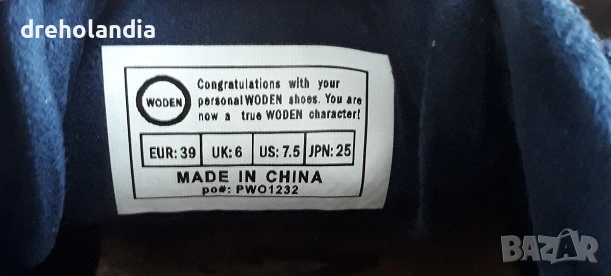 dreholandia
WODEN
Congratulations with your
personal WODEN shoes. You are
now a true WODEN character!
EUR: 39 UK: 6 US: 7.5 JPN: 25
MADE IN CHINA
po#: PWO1232
BAZAR